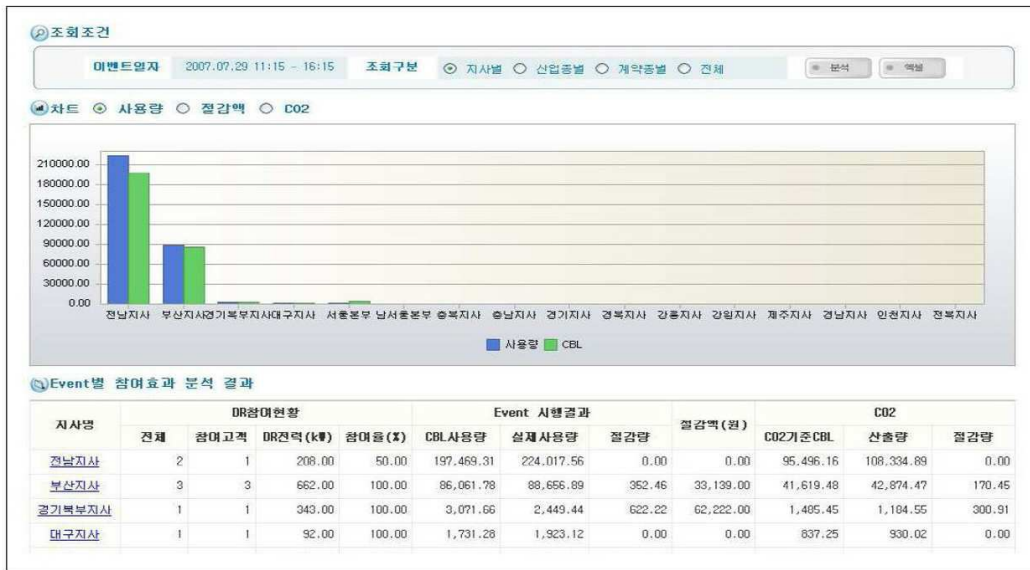 조회조건
이벤트일자 2007.07.29 11:15 - 16:15 조회구분 지사별 산업종별 계약종별 전체 분석 엑셀
차트 사용량 절감액 CO2
210000.00
180000.00
150000.00
120000.00
90000.00
60000.00
30000.00
0.00
전남지사 부산지사 경기북부지사 대구지사 서울본부 남서울본부 충북지사 충남지사 경기지사 경북지사 강릉지사 강원지사 제주지사 경남지사 인천지사 전북지사
사용량 CBL
Event별 참여효과 분석 결과
지사명 DR참여현황 Event 시행결과 절감액(원) CO2
전체 참여고객 DR전력(kW) 참여율(%) CBL사용량 실제사용량 절감량 CO2기준CBL 산출량 절감량
전남지사 2 1 208.00 50.00 197,469.31 224,017.56 0.00 0.00 95,496.16 108,334.89 0.00
부산지사 3 3 662.00 100.00 86,061.78 88,656.89 352.46 33,139.00 41,619.48 42,874.47 170.45
경기북부지사 1 1 343.00 100.00 3,071.66 2,449.44 622.22 62,222.00 1,485.45 1,184.55 300.91
대구지사 1 1 92.00 100.00 1,731.28 1,923.12 0.00 0.00 837.25 930.02 0.00